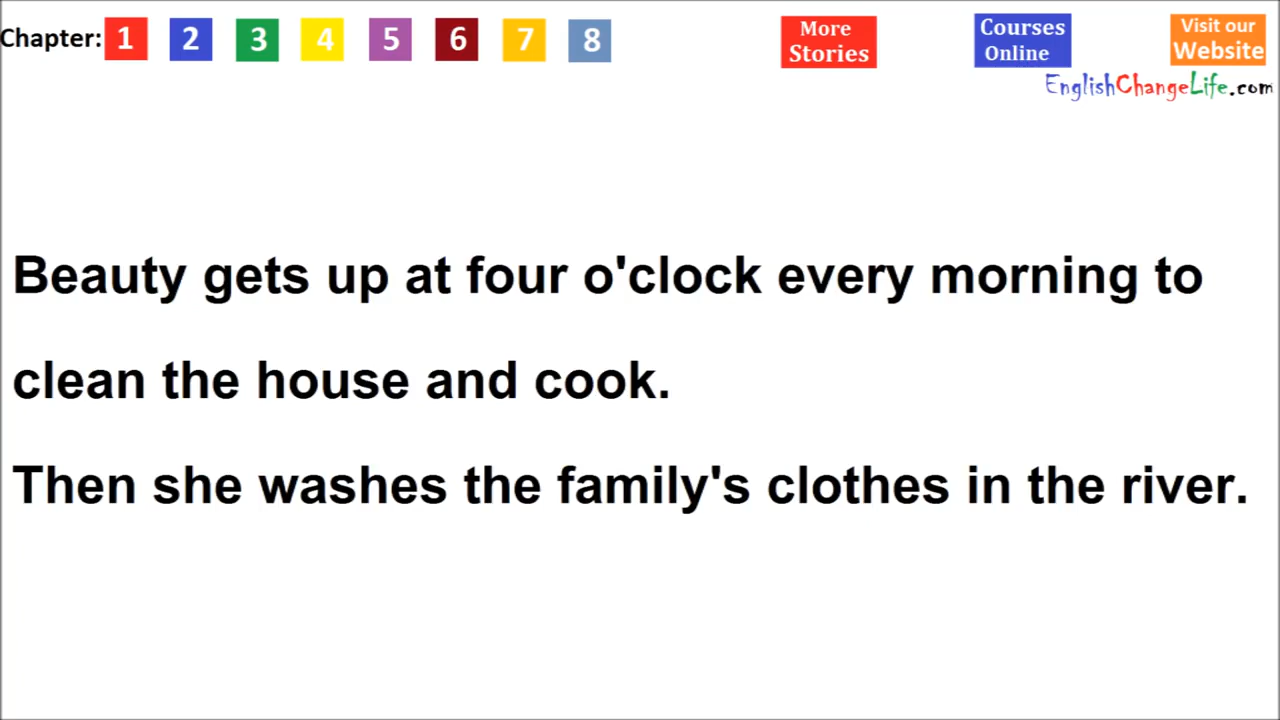 Chapter: 1 2 3 4 5 6 7 8
More
Stories
Courses
Online
Visit our
Website
EnglishChangeLife.com
Beauty gets up at four o'clock every morning to
clean the house and cook.
Then she washes the family's clothes in the river.